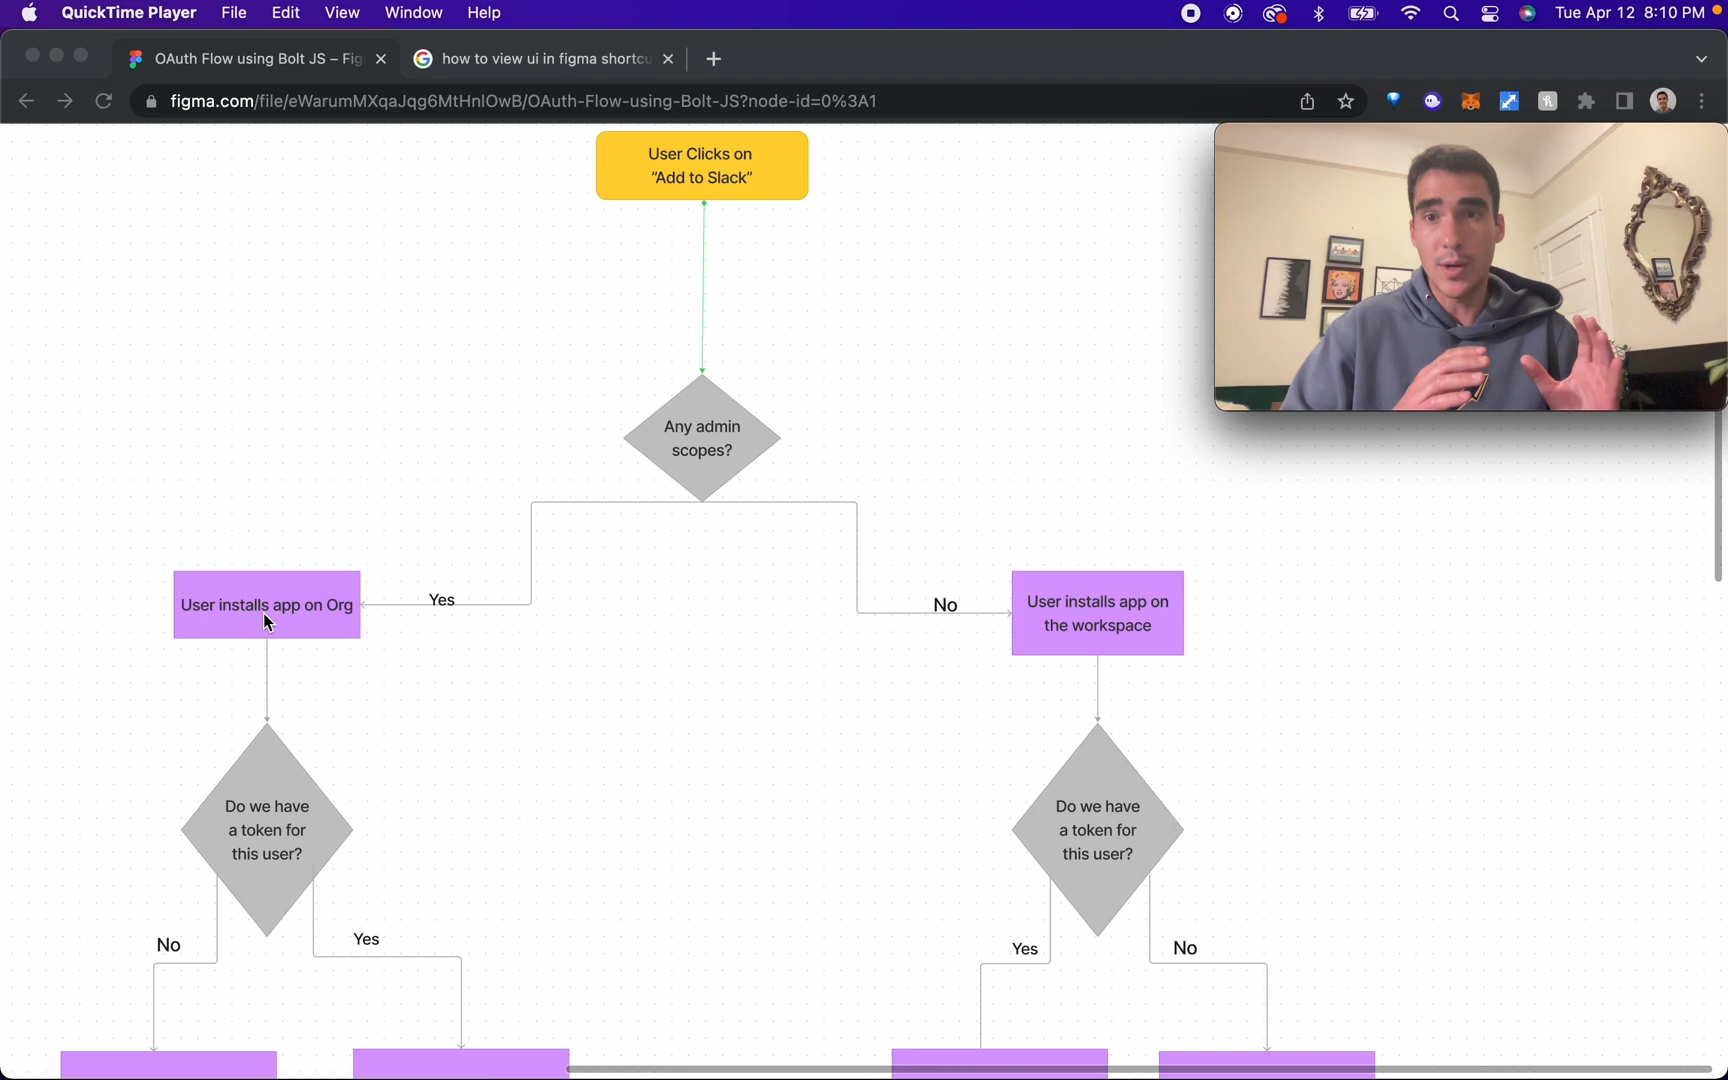 QuickTime Player File Edit View Window Help
Tue Apr 12 8:10 PM
OAuth Flow using Bolt JS – Fig
how to view ui in figma shortcu
figma.com/file/eWarumMXqaJqg6MtHnlOwB/OAuth-Flow-using-Bolt-JS?node-id=0%3A1
User Clicks on
“Add to Slack”
Any admin
scopes?
Yes
No
User installs app on Org
User installs app on
the workspace
Do we have
a token for
this user?
Do we have
a token for
this user?
No
Yes
Yes
No